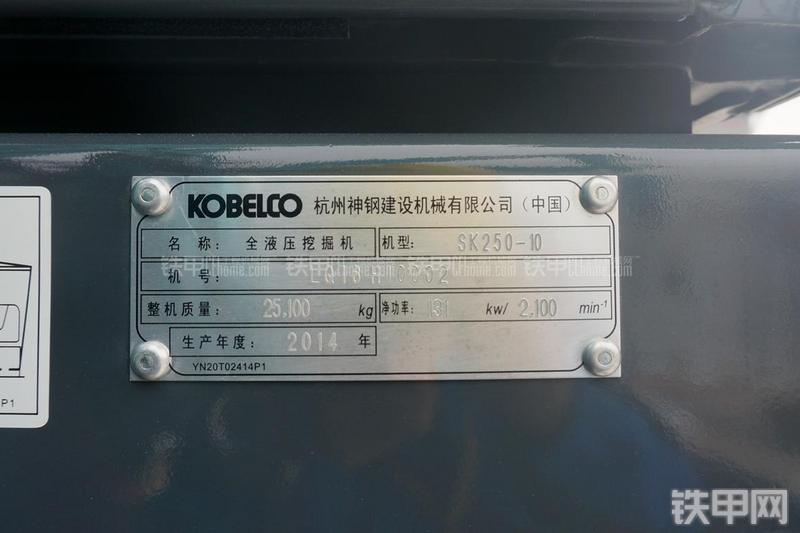 KOBELCO 杭州神钢建设机械有限公司（中国）
名 称: 全液压挖掘机 机型: SK250-10
机 号:
整机质量: 25,100 kg 净功率: 131 kw/ 2,100 min⁻¹
生产年度: 2014 年
YN20T02414P1
P1
铁甲网